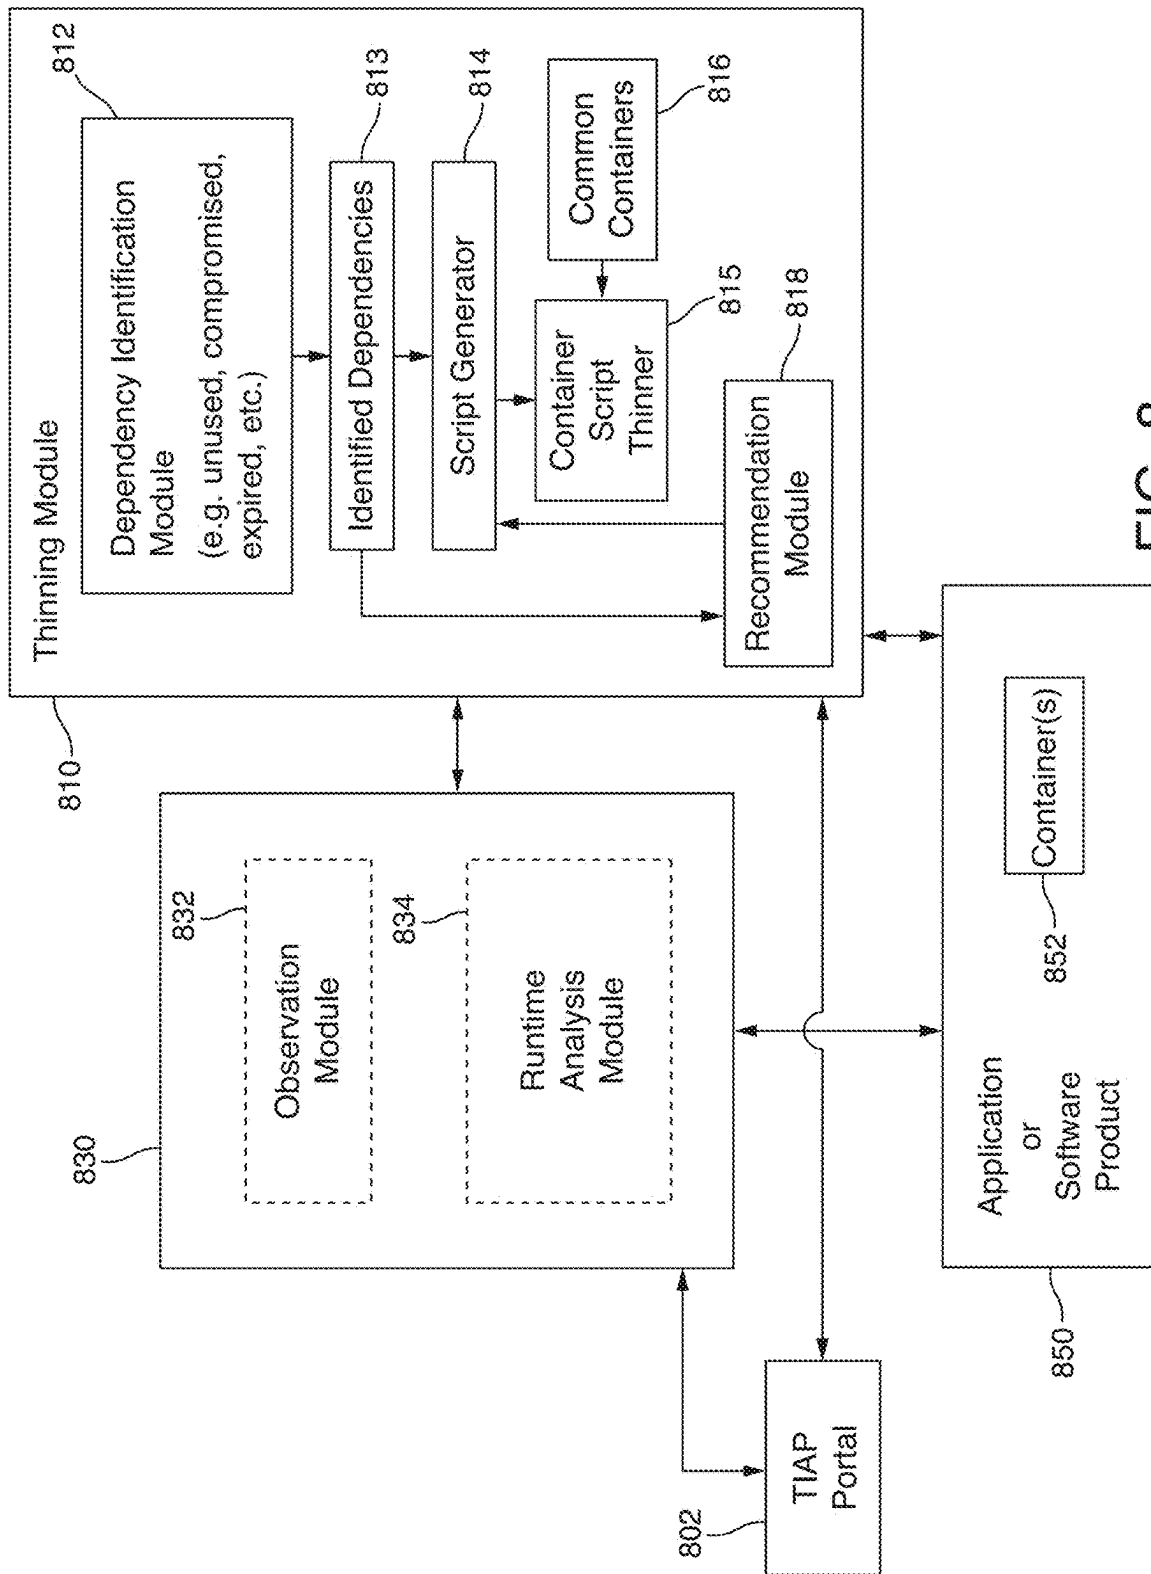 810
Thinning Module
812
Dependency Identification
Module
(e.g. unused, compromised,
expired, etc.)
813
Identified Dependencies
814
Script Generator
Container
Script
Thinner
815
Common
Containers
816
Recommendation
Module
818
830
832
Observation
Module
834
Runtime
Analysis
Module
802
TIAP
Portal
850
Application
or
Software
Product
852
Container(s)
FIG. 8